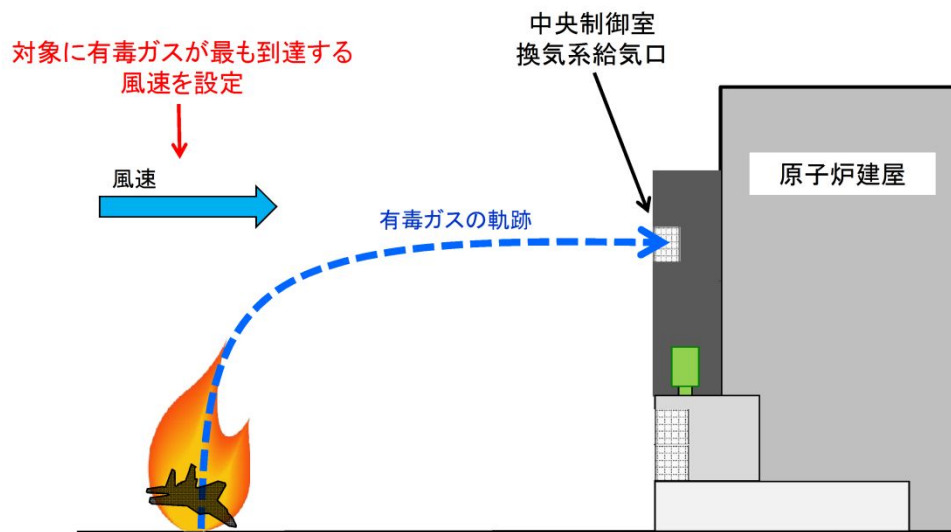 対象に有毒ガスが最も到達する
風速を設定
中央制御室
換気系給気口
風速
原子炉建屋
有毒ガスの軌跡